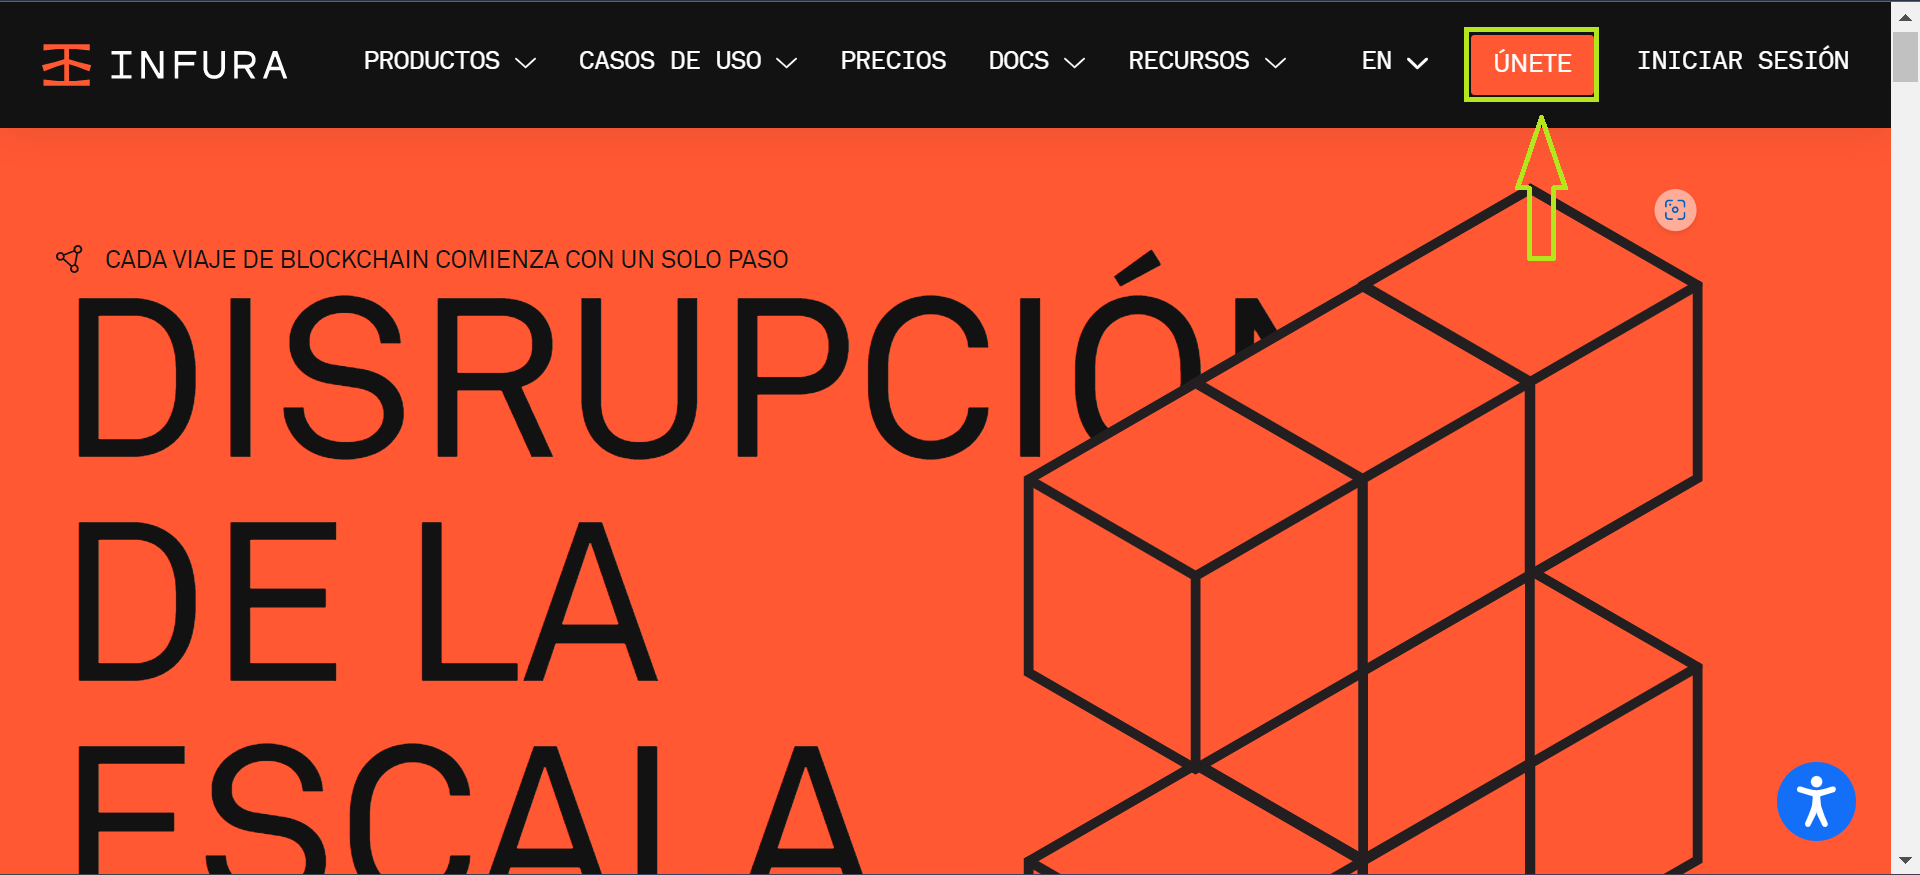 INFURA PRODUCTOS CASOS DE USO PRECIOS DOCS RECURSOS EN ÚNETE INICIAR SESIÓN
CADA VIAJE DE BLOCKCHAIN COMIENZA CON UN SOLO PASO
DISRUPCIÓN
DE LA
ESCALA